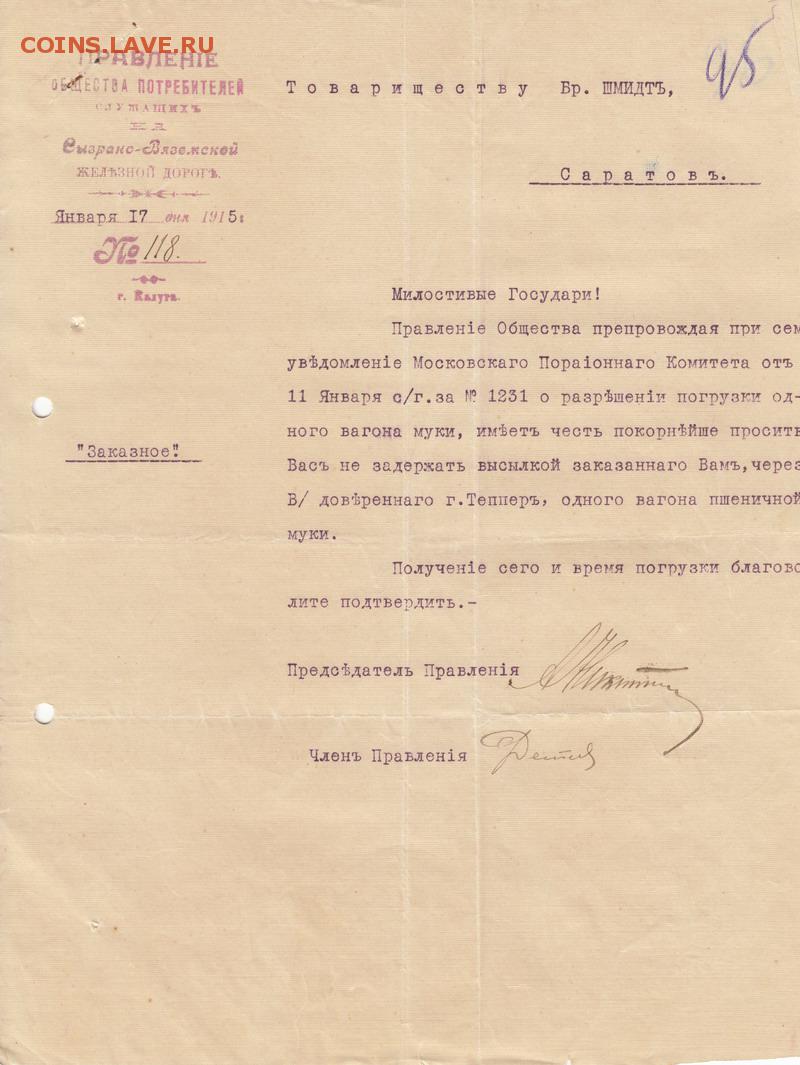 COINS.LAVE.RU
ПРАВЛЕНІЕ
ОБЩЕСТВА ПОТРЕБИТЕЛЕЙ
СЛУЖАЩИХЪ
НА
Сызрано-Вяземской
ЖЕЛѢЗНОЙ ДОРОГѢ.
Января 17 дня 1915г
№ 118.
г. Калуга.
95
Товариществу Бр. ШМИДТЪ,
Саратовъ.
"Заказное".
Милостивые Государи!
Правленіе Общества препровождая при сем
увѣдомленіе Московскаго Пораіоннаго Комитета отъ
11 Января с/г.за № 1231 о разрѣшеніи погрузки од-
ного вагона муки, имѣетъ честь покорнѣйше просить
Васъ не задержать высылкой заказаннаго Вамъ,через
В/ довѣреннаго г.Тепперъ, одного вагона пшеничной
муки.
Полученіе сего и время погрузки благово
лите подтвердить.-
Предсѣдатель Правленія
Членъ Правленія